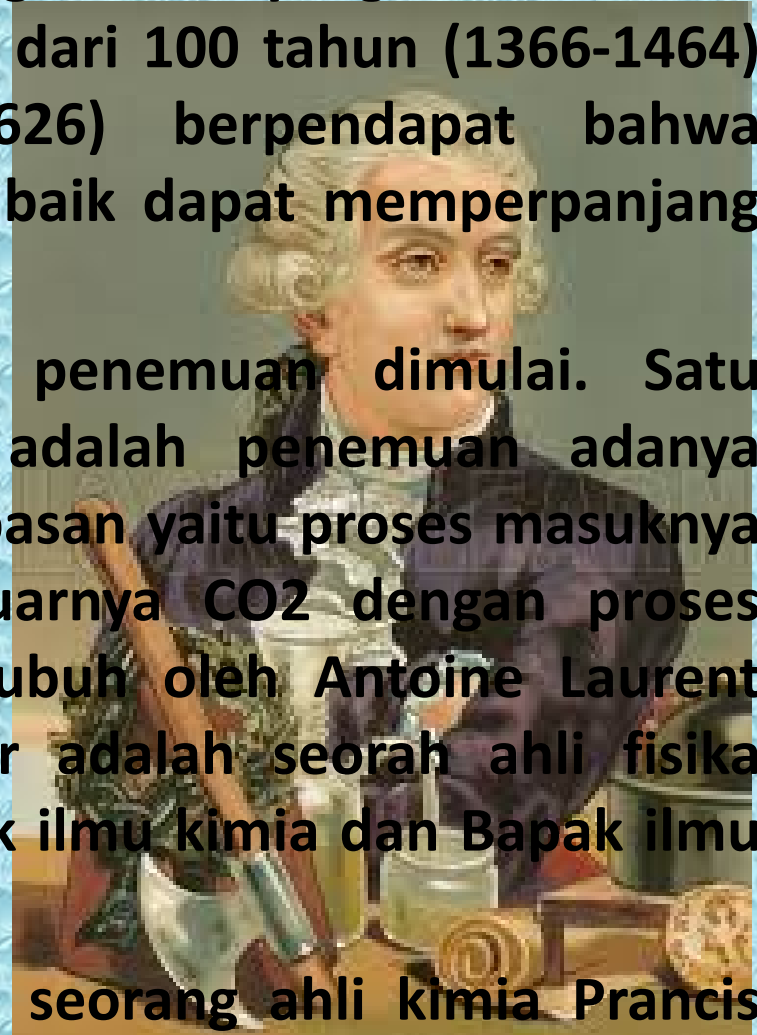 dari 100 tahun (1366-1464)
626) berpendapat bahwa
baik dapat memperpanjang
penemuan dimulai. Satu
adalah penemuan adanya
pasan yaitu proses masuknya
uarnya CO2 dengan proses
ubuh oleh Antoine Laurent
r adalah seorah ahli fisika
k ilmu kimia dan Bapak ilmu
seorang ahli kimia Prancis